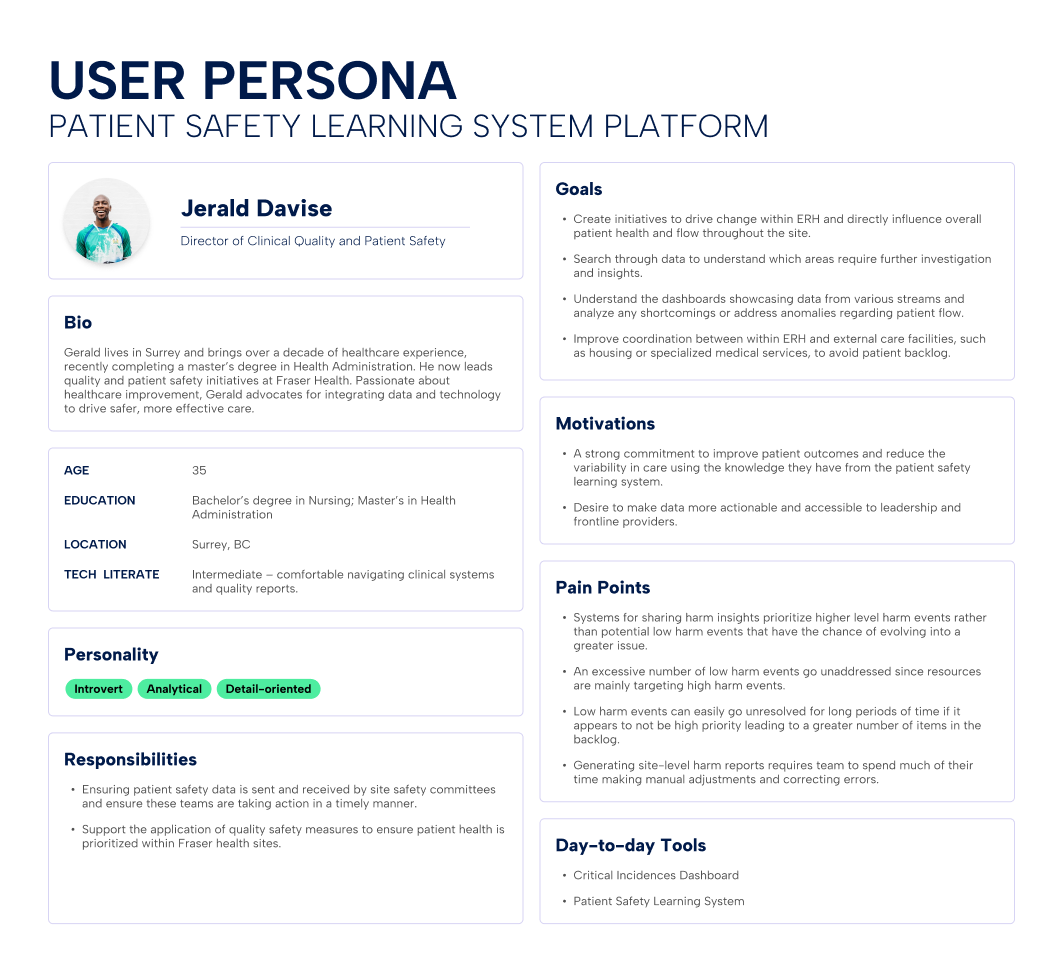 USER PERSONA
PATIENT SAFETY LEARNING SYSTEM PLATFORM
Jerald Davise
Director of Clinical Quality and Patient Safety
Bio
Gerald lives in Surrey and brings over a decade of healthcare experience,
recently completing a master's degree in Health Administration. He now leads
quality and patient safety initiatives at Fraser Health. Passionate about
healthcare improvement, Gerald advocates for integrating data and technology
to drive safer, more effective care.
AGE 35
EDUCATION Bachelor's degree in Nursing; Master's in Health
Administration
LOCATION Surrey, BC
TECH LITERATE Intermediate – comfortable navigating clinical systems
and quality reports.
Personality
Introvert Analytical Detail-oriented
Responsibilities
• Ensuring patient safety data is sent and received by site safety committees
and ensure these teams are taking action in a timely manner.
• Support the application of quality safety measures to ensure patient health is
prioritized within Fraser health sites.
Goals
• Create initiatives to drive change within ERH and directly influence overall
patient health and flow throughout the site.
• Search through data to understand which areas require further investigation
and insights.
• Understand the dashboards showcasing data from various streams and
analyze any shortcomings or address anomalies regarding patient flow.
• Improve coordination between within ERH and external care facilities, such
as housing or specialized medical services, to avoid patient backlog.
Motivations
• A strong commitment to improve patient outcomes and reduce the
variability in care using the knowledge they have from the patient safety
learning system.
• Desire to make data more actionable and accessible to leadership and
frontline providers.
Pain Points
• Systems for sharing harm insights prioritize higher level harm events rather
than potential low harm events that have the chance of evolving into a
greater issue.
• An excessive number of low harm events go unaddressed since resources
are mainly targeting high harm events.
• Low harm events can easily go unresolved for long periods of time if it
appears to not be high priority leading to a greater number of items in the
backlog.
• Generating site-level harm reports requires team to spend much of their
time making manual adjustments and correcting errors.
Day-to-day Tools
• Critical Incidences Dashboard
• Patient Safety Learning System